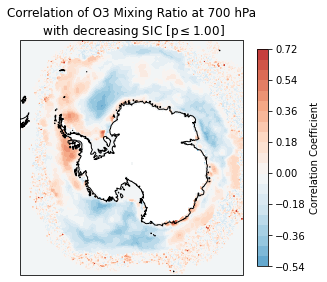 Correlation of O3 Mixing Ratio at 700 hPa
with decreasing SIC [p ≤ 1.00]
0.72
0.54
0.36
0.18
0.00
−0.18
−0.36
−0.54
Correlation Coefficient